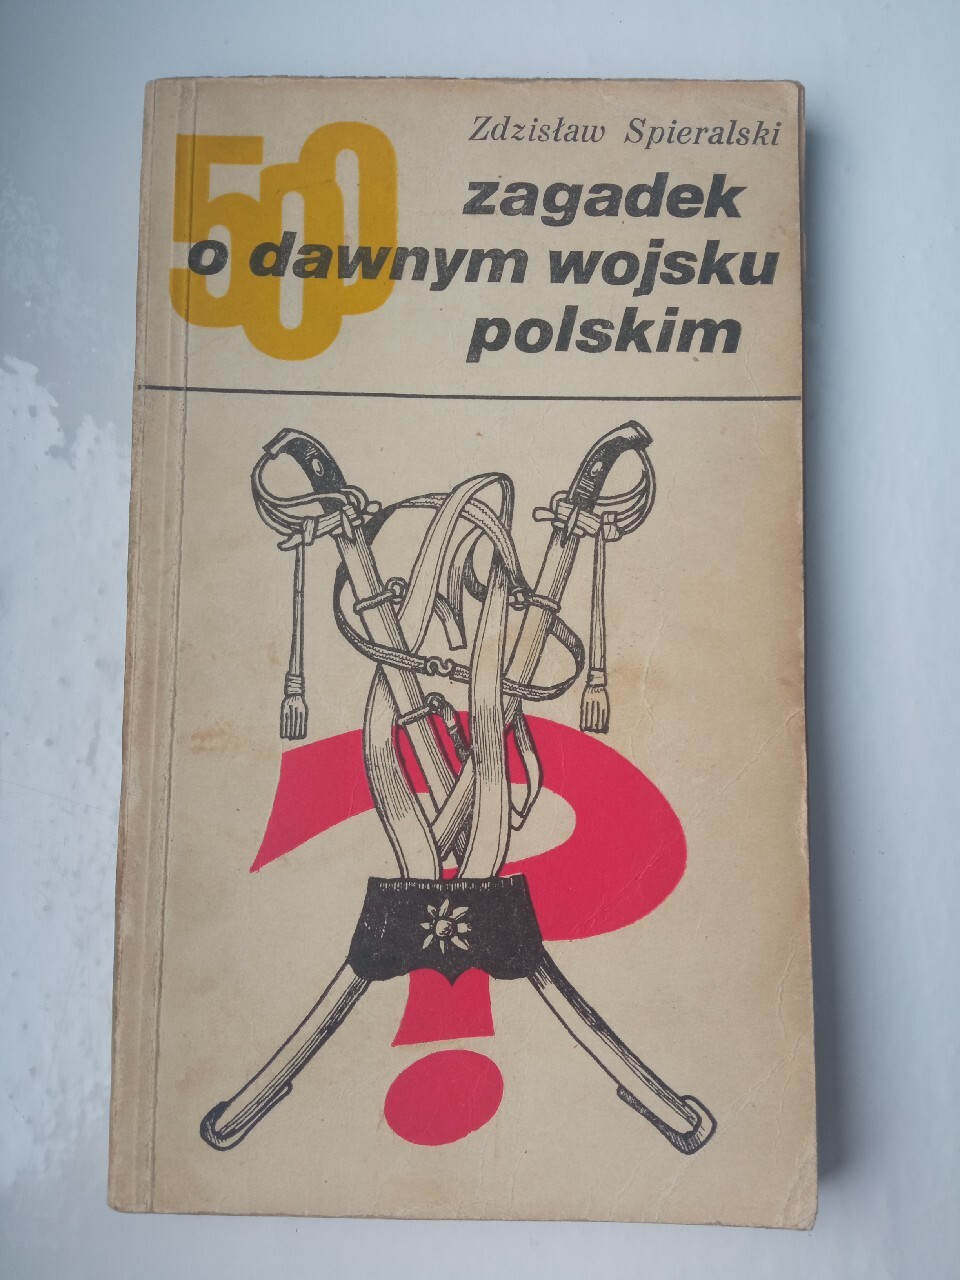 Zdzisław Spieralski
500 zagadek
o dawnym wojsku
polskim